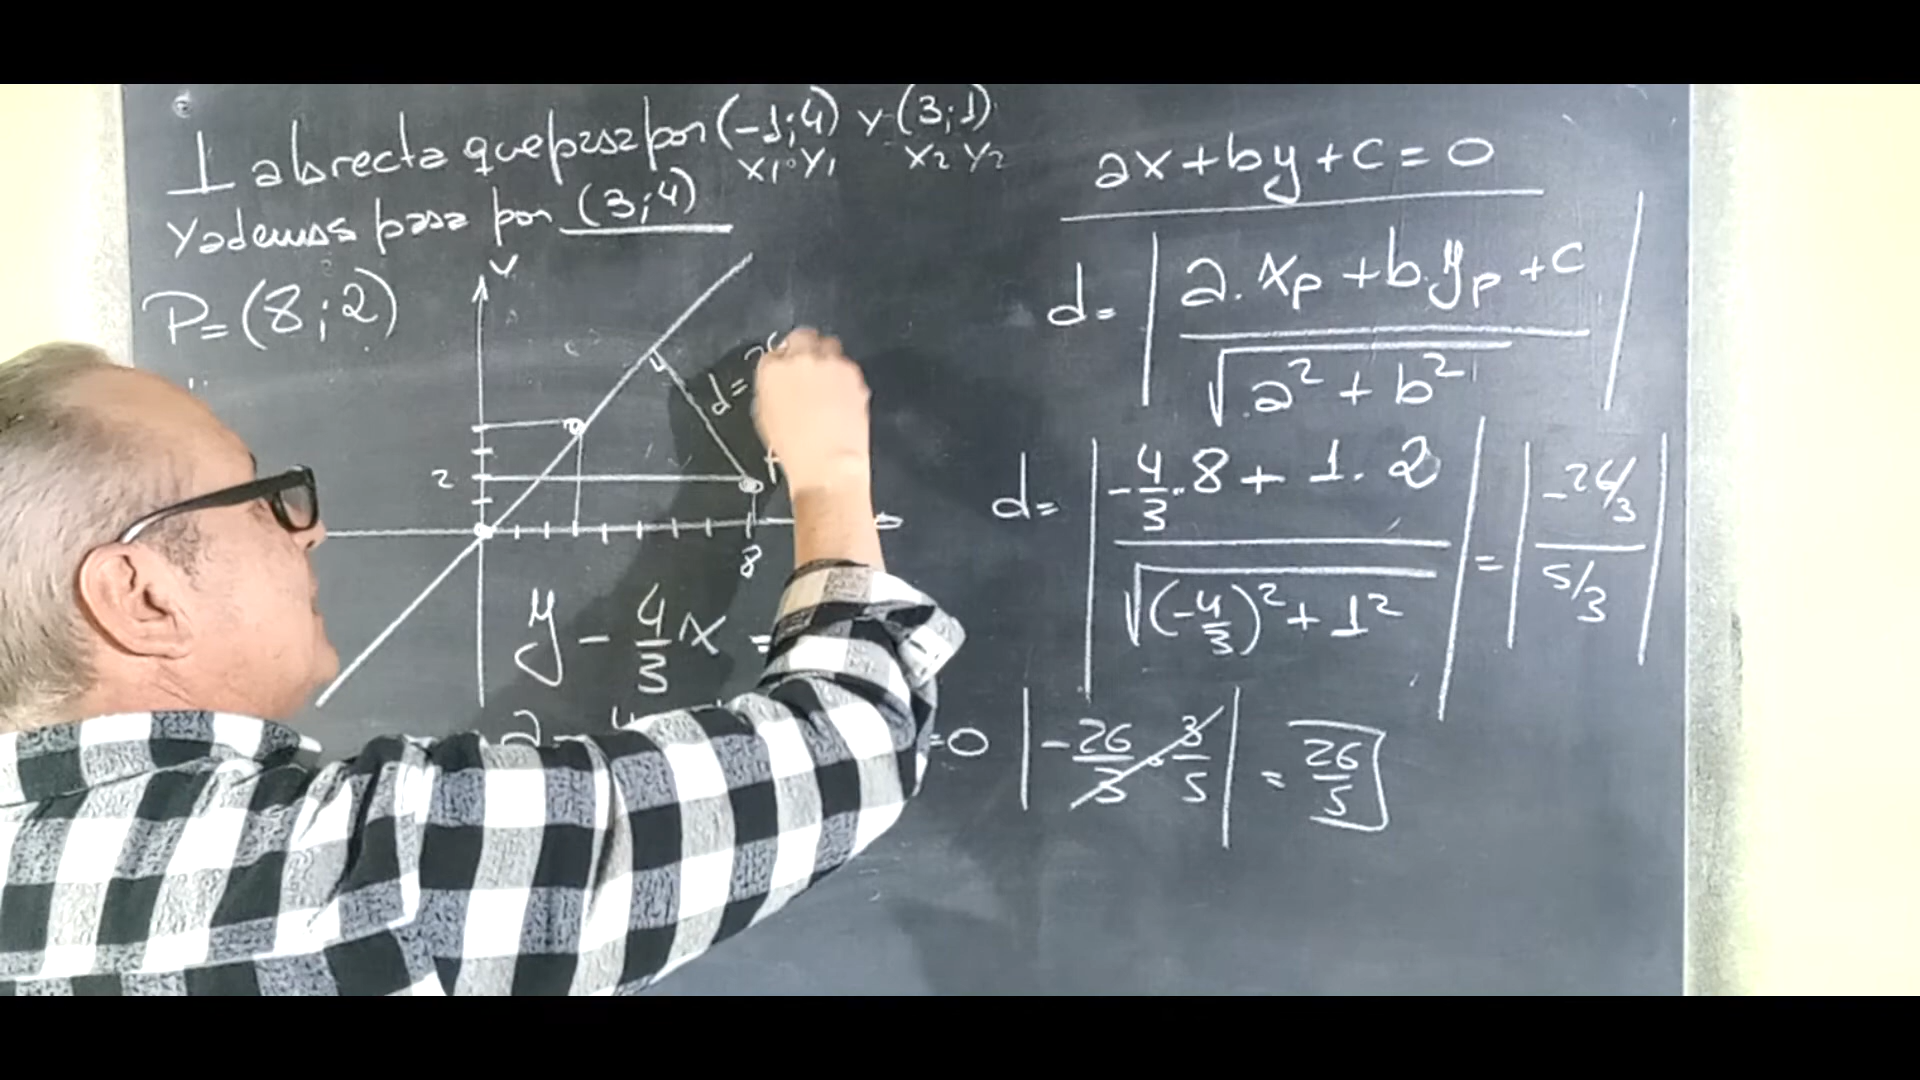 ⊥ a la recta que pasa por (-1;4) y (3;1)
x₁ y₁ x₂ y₂
y además pasa por (3;4)
P=(8;2)
y
d=
2
8
y - 4/3 x =
=0
ax+by+c=0
d= | (a.xₚ+b.yₚ+c) / √(a²+b²) |
d= | (-4/3.8+1.2) / √((-4/3)²+1²) | = | (-26/3) / (5/3) |
| -26/3 . 3/5 | = 26/5